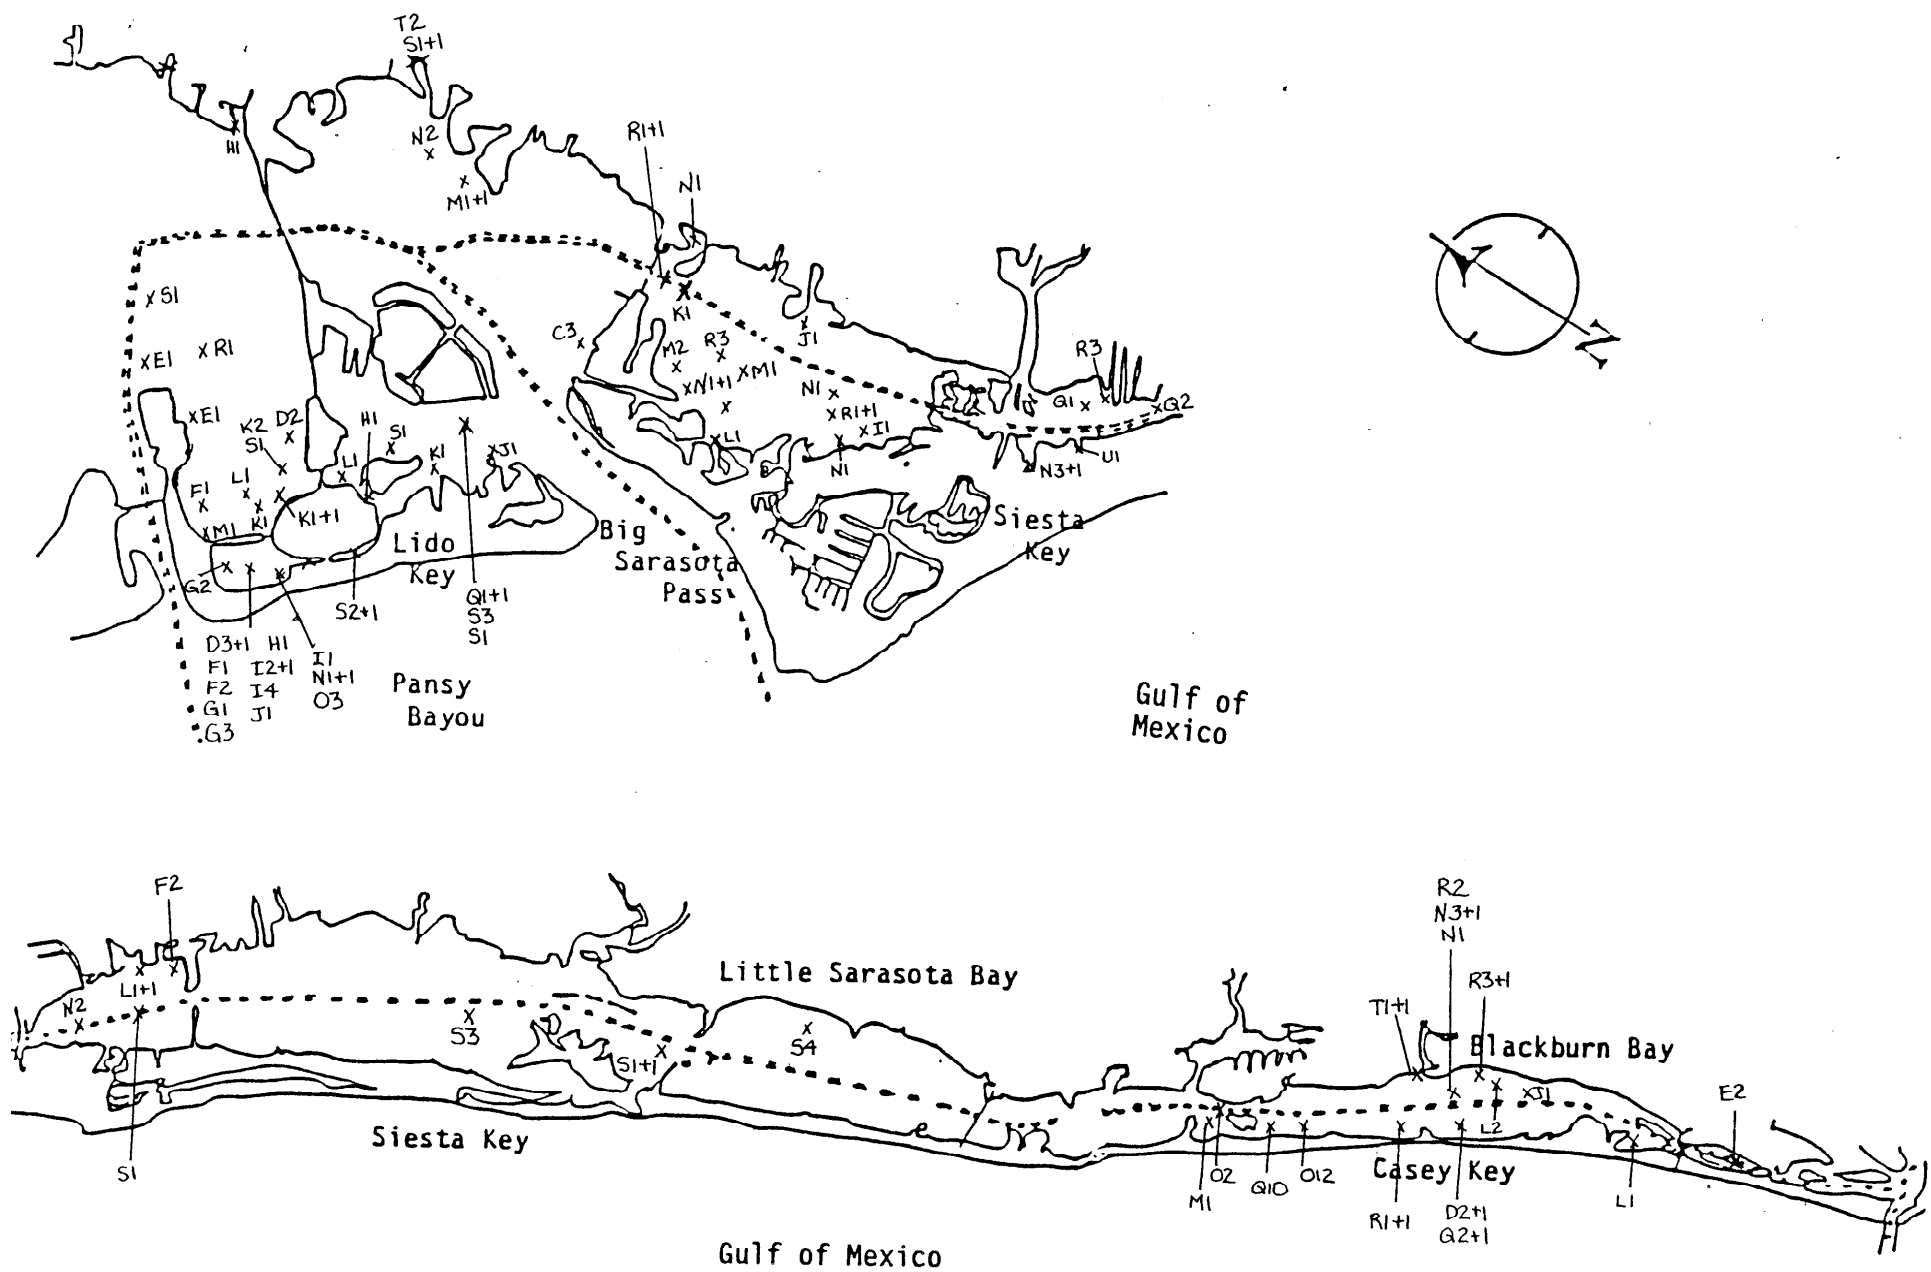 T2
S1+1
H1
N2
M1+1
R1+1
N1
S1
E1
R1
E1
K2
D2
S1
H1
S1
L1
K1
J1
F1
L1
M1
K1
K1+1
G2
Lido
Key
S2+1
Q1+1
S3
S1
D3+1 H1
F1 I2+1
F2 I4
G1 J1
G3
I1
N1+1
O3
Pansy
Bayou
Big
Sarasota
Pass
C3
K1
M2
R3
M1
N1+1
J1
N1
R1+1
I1
L1
N1
R3
Q1
Q2
U1
N3+1
Siesta
Key
Gulf of
Mexico
N
F2
L1+1
N2
S3
S1+1
S4
S1
Siesta Key
Little Sarasota Bay
R2
N3+1
N1
R3+1
T1+1
Blackburn Bay
J1
E2
L2
M1
O2
Q10
O12
Casey Key
R1+1
D2+1
Q2+1
L1
Gulf of Mexico